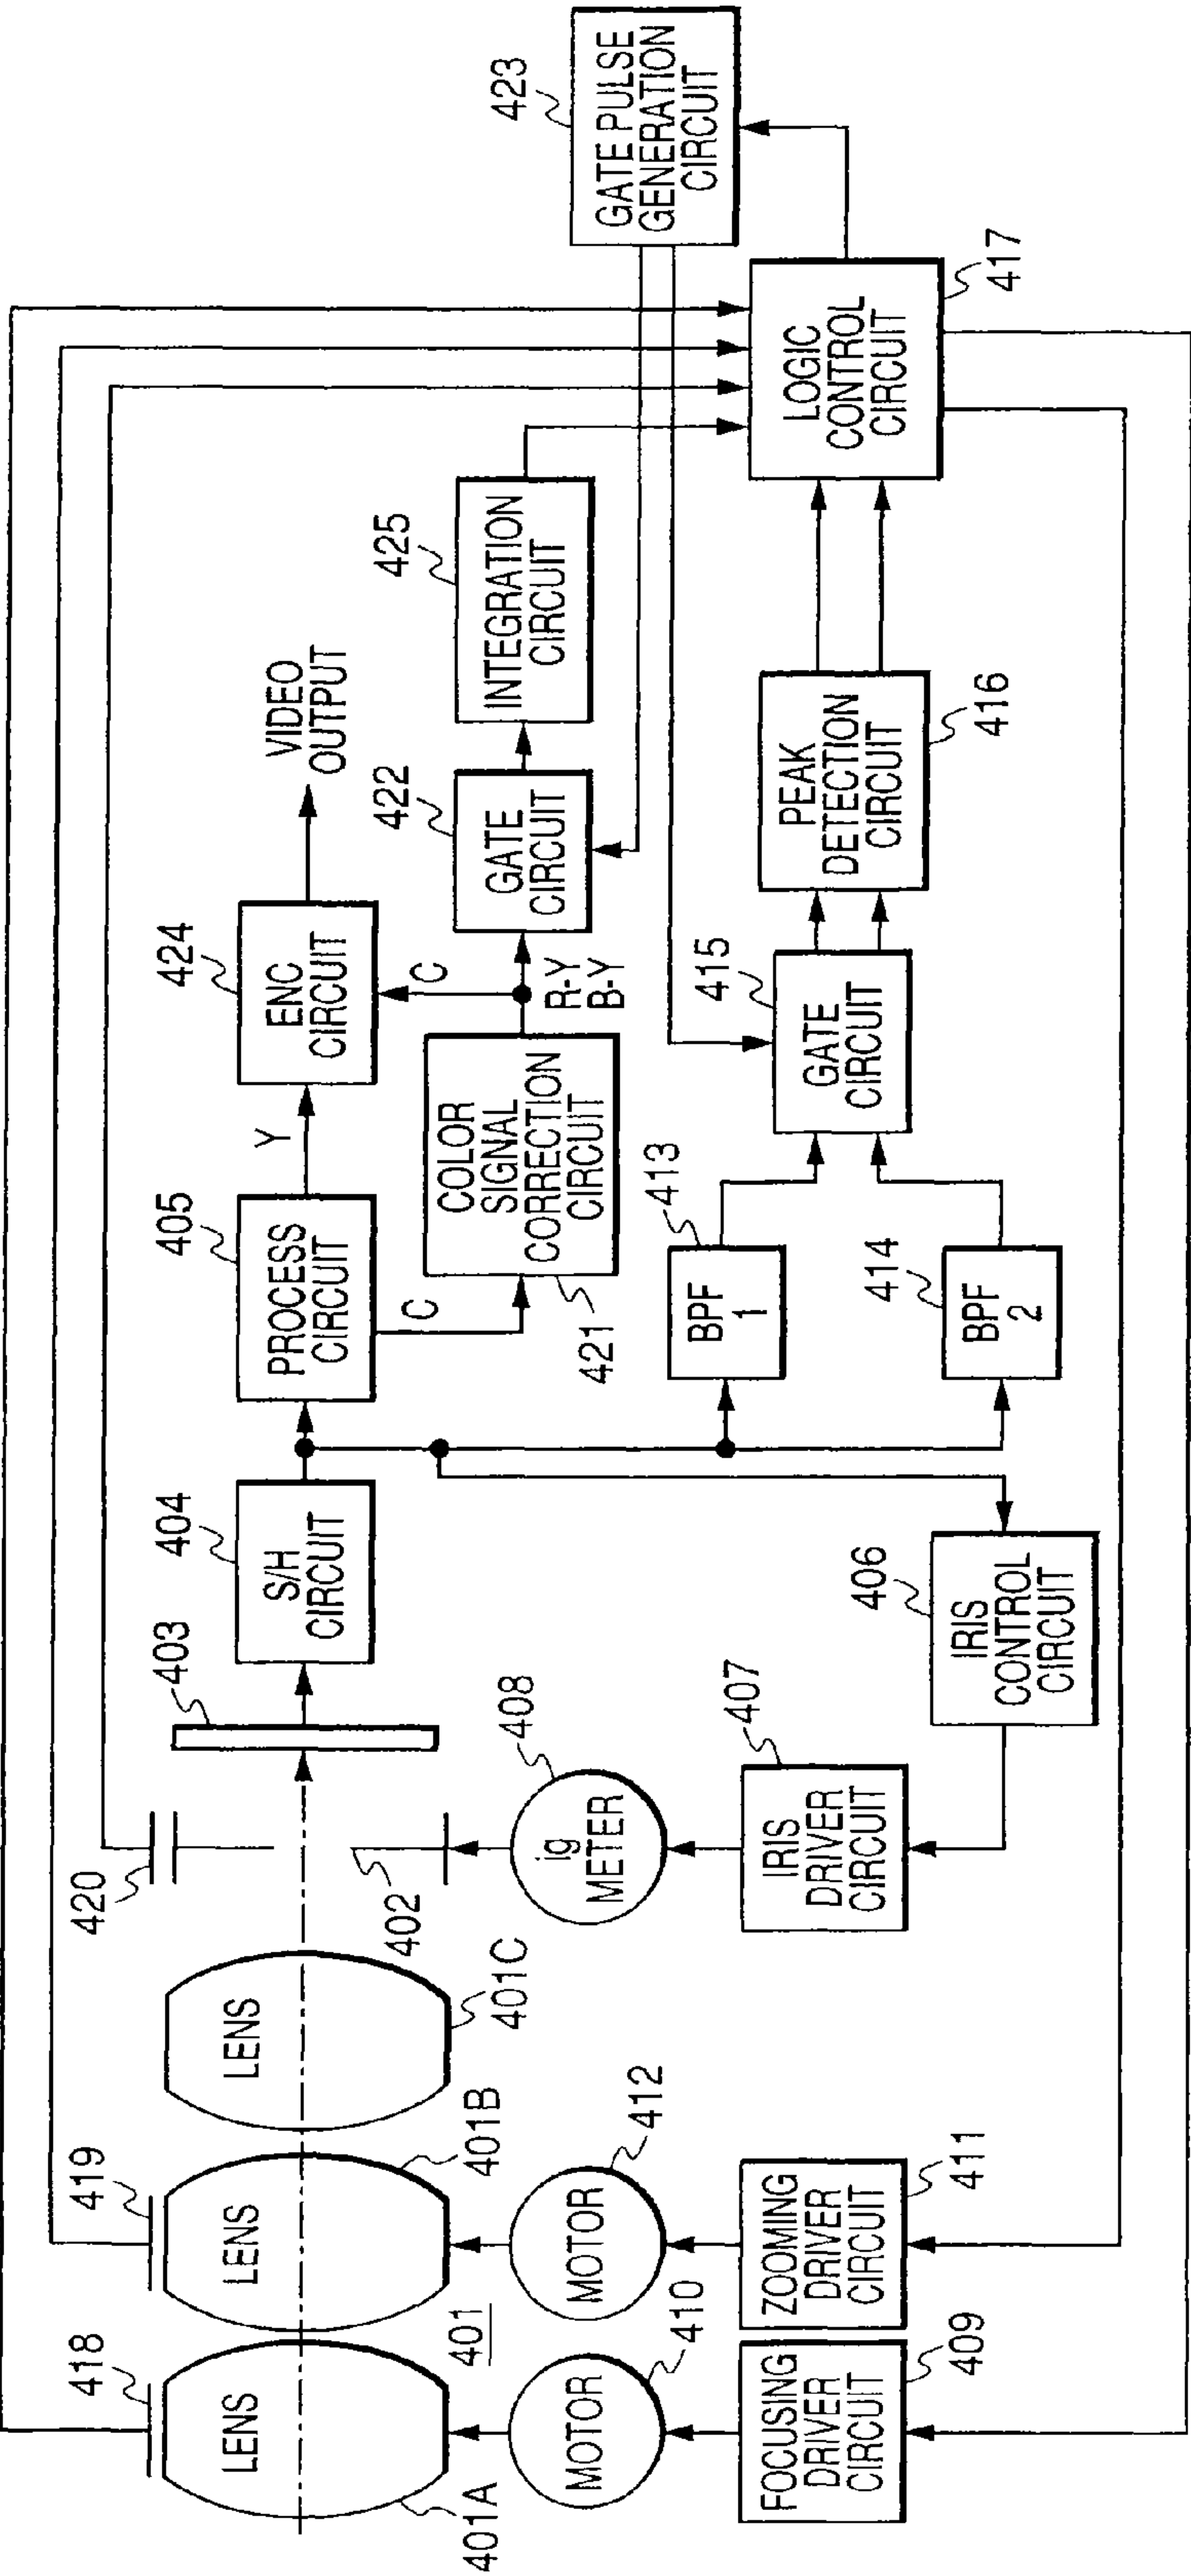 418
419
420
403
404
405
424
VIDEO
OUTPUT
423
LENS
LENS
LENS
S/H
CIRCUIT
PROCESS
CIRCUIT
Y
ENC
CIRCUIT
GATE PULSE
GENERATION
CIRCUIT
401A
401
401B
401C
402
C
421
COLOR
SIGNAL
CORRECTION
CIRCUIT
C
R-Y
B-Y
422
GATE
CIRCUIT
425
INTEGRATION
CIRCUIT
MOTOR
410
MOTOR
412
ig
METER
408
413
BPF
1
414
BPF
2
415
GATE
CIRCUIT
PEAK
DETECTION
CIRCUIT
416
LOGIC
CONTROL
CIRCUIT
417
FOCUSING
DRIVER
CIRCUIT
409
ZOOMING
DRIVER
CIRCUIT
411
IRIS
DRIVER
CIRCUIT
407
406
IRIS
CONTROL
CIRCUIT